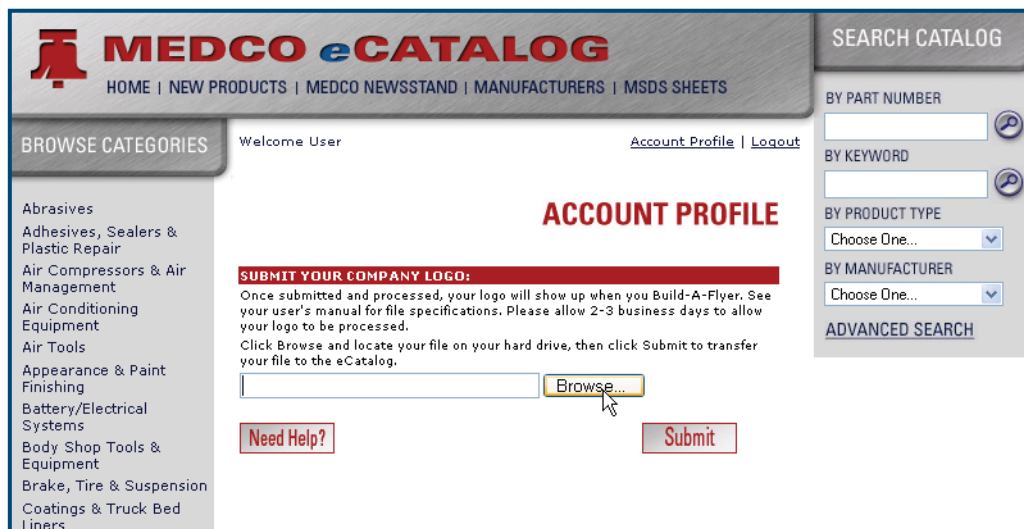 MEDCO eCATALOG
HOME | NEW PRODUCTS | MEDCO NEWSSTAND | MANUFACTURERS | MSDS SHEETS
BROWSE CATEGORIES
Abrasives
Adhesives, Sealers &
Plastic Repair
Air Compressors & Air
Management
Air Conditioning
Equipment
Air Tools
Appearance & Paint
Finishing
Battery/Electrical
Systems
Body Shop Tools &
Equipment
Brake, Tire & Suspension
Coatings & Truck Bed
Liners
Welcome User
Account Profile | Logout
ACCOUNT PROFILE
SUBMIT YOUR COMPANY LOGO:
Once submitted and processed, your logo will show up when you Build-A-Flyer. See
your user's manual for file specifications. Please allow 2-3 business days to allow
your logo to be processed.
Click Browse and locate your file on your hard drive, then click Submit to transfer
your file to the eCatalog.
Browse...
Need Help?
Submit
SEARCH CATALOG
BY PART NUMBER
BY KEYWORD
BY PRODUCT TYPE
Choose One...
BY MANUFACTURER
Choose One...
ADVANCED SEARCH